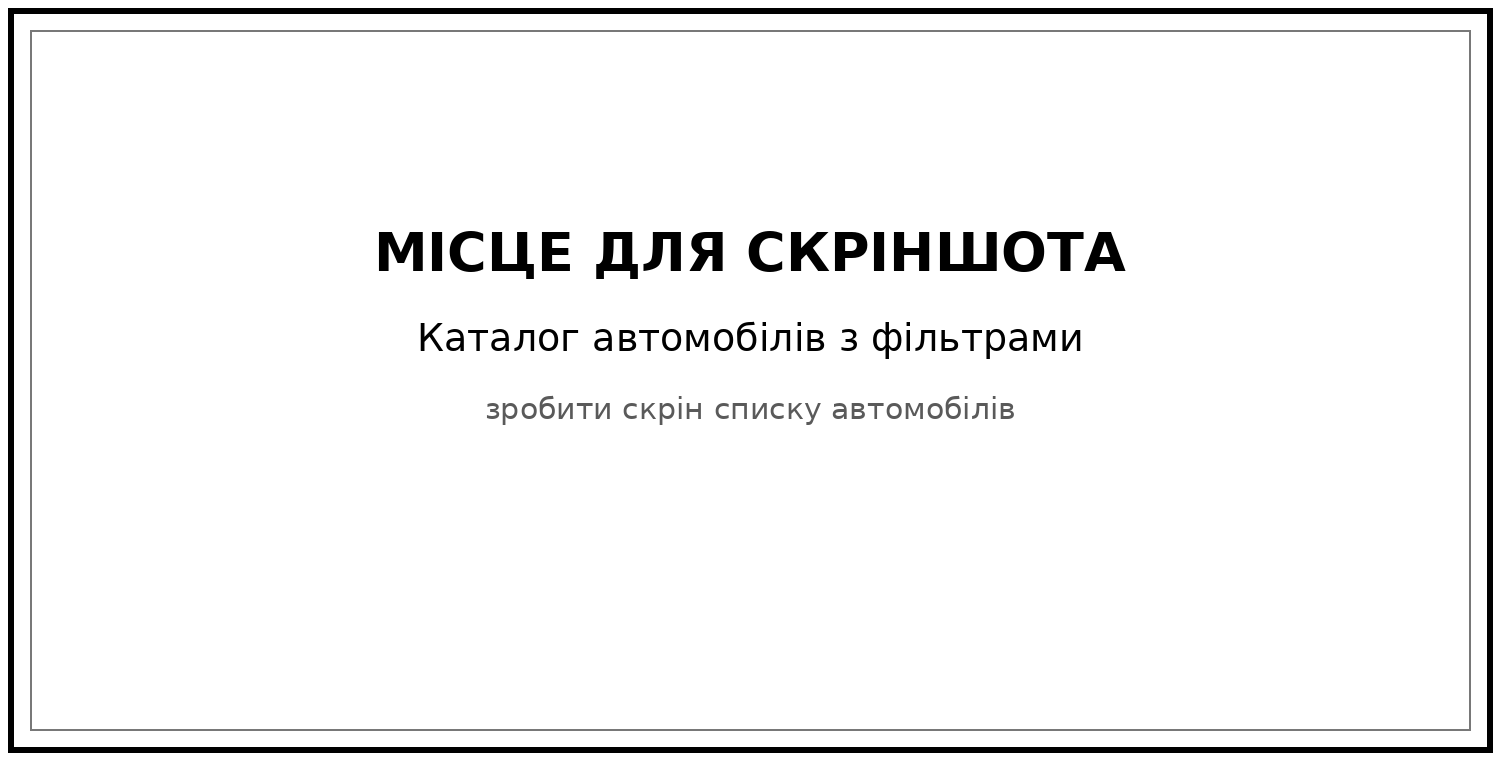 МІСЦЕ ДЛЯ СКРІНШОТА
Каталог автомобілів з фільтрами
зробити скрін списку автомобілів